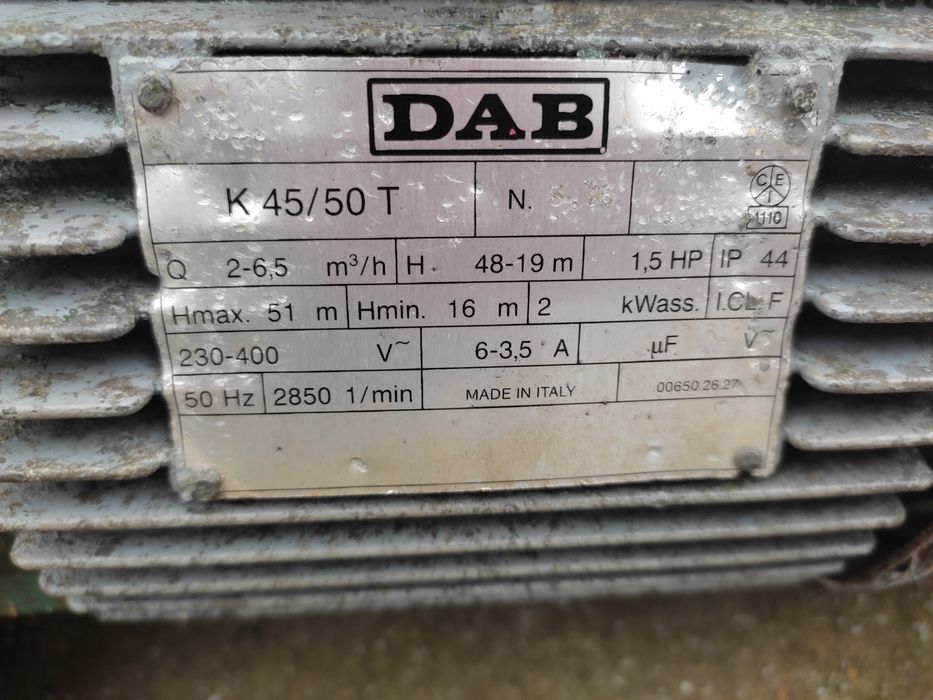 DAB
K 45/50 T N. CEI
1110
Q 2-6,5 m³/h H 48-19 m 1,5 HP IP 44
Hmax. 51 m Hmin. 16 m 2 kWass. I.CL. F
230-400 V~ 6-3,5 A µF V~
50 Hz 2850 1/min MADE IN ITALY 00650.26.27